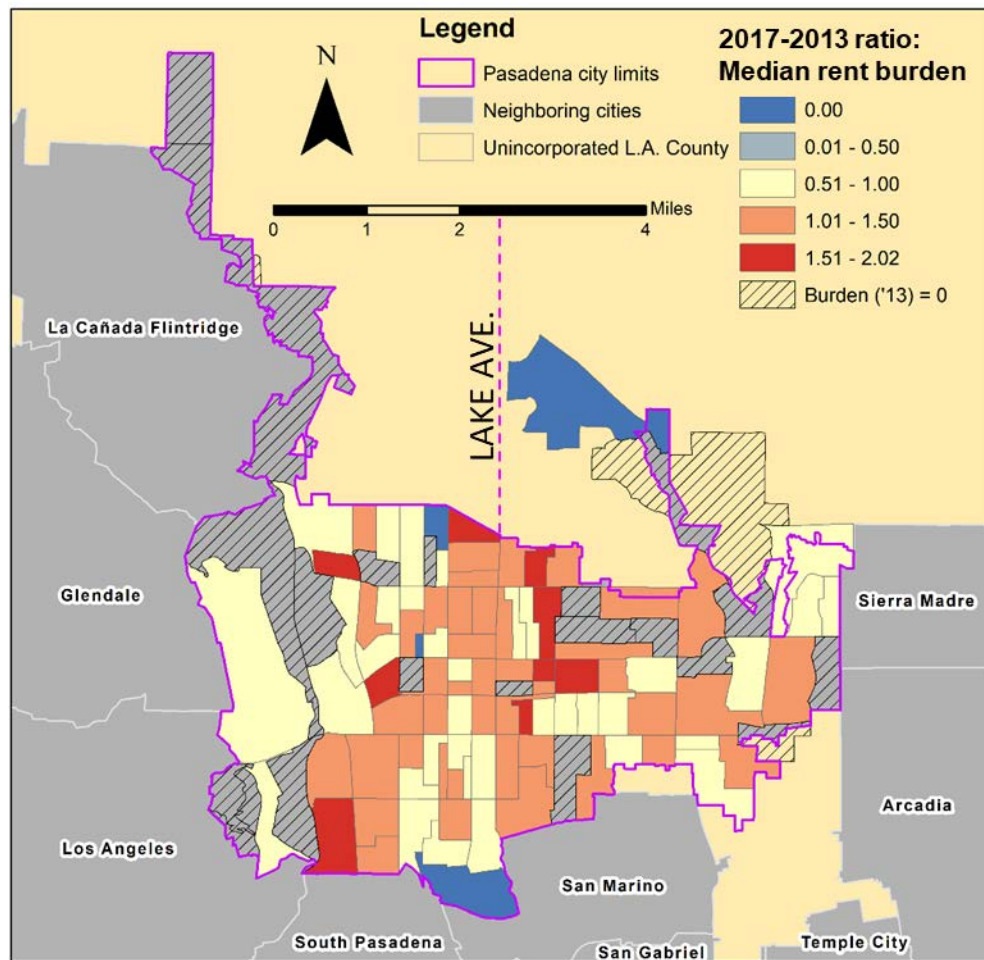 Legend
N
Pasadena city limits
Neighboring cities
Unincorporated L.A. County
2017-2013 ratio:
Median rent burden
0.00
0.01 - 0.50
0.51 - 1.00
1.01 - 1.50
1.51 - 2.02
Burden ('13) = 0
Miles
0 1 2 4
LAKE AVE.
La Cañada Flintridge
Glendale
Sierra Madre
Los Angeles
Arcadia
San Marino
South Pasadena
San Gabriel
Temple City